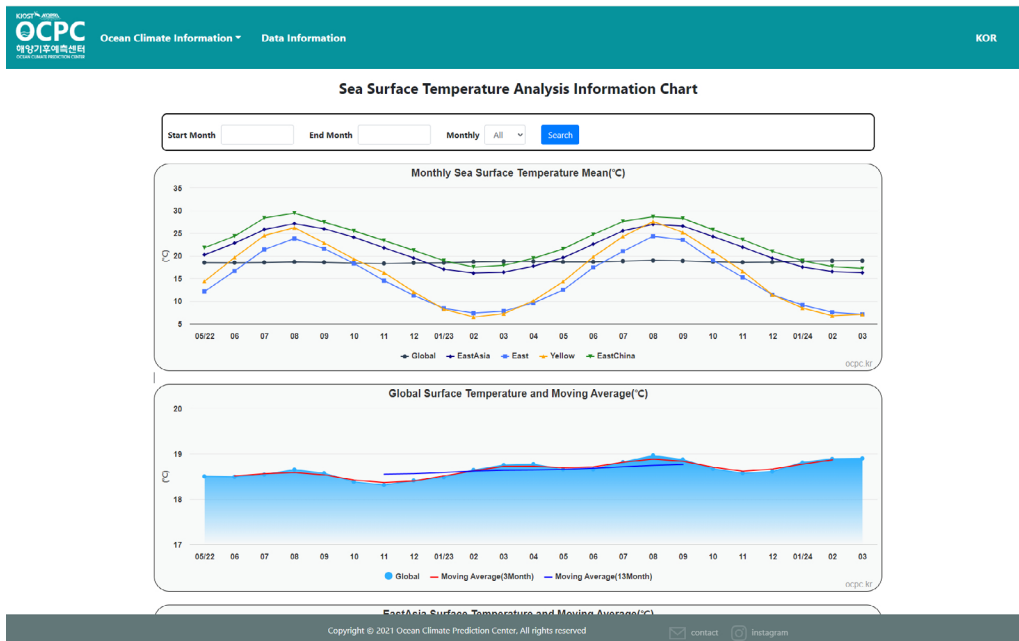 KIOST
OCPC
해양기후예측센터
OCEAN CLIMATE PREDICTION CENTER
Ocean Climate Information
Data Information
KOR
Sea Surface Temperature Analysis Information Chart
Start Month
End Month
Monthly
All
Search
Monthly Sea Surface Temperature Mean(℃)
(℃)
35
30
25
20
15
10
5
05/22 06 07 08 09 10 11 12 01/23 02 03 04 05 06 07 08 09 10 11 12 01/24 02 03
Global EastAsia East Yellow EastChina
ocpc.kr
Global Surface Temperature and Moving Average(℃)
(℃)
20
19
18
17
05/22 06 07 08 09 10 11 12 01/23 02 03 04 05 06 07 08 09 10 11 12 01/24 02 03
Global Moving Average(3Month) Moving Average(13Month)
ocpc.kr
EastAsia Surface Temperature and Moving Average(℃)
Copyright © 2021 Ocean Climate Prediction Center, All rights reserved
contact
Instagram